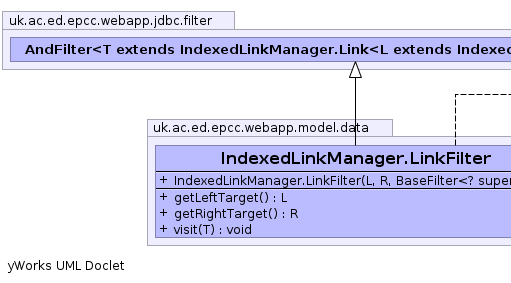 uk.ac.ed.epcc.webapp.jdbc.filter
AndFilter<T extends IndexedLinkManager.Link<L extends Indexed
uk.ac.ed.epcc.webapp.model.data
IndexedLinkManager.LinkFilter
+ IndexedLinkManager.LinkFilter(L, R, BaseFilter<? super
+ getLeftTarget() : L
+ getRightTarget() : R
+ visit(T) : void
yWorks UML Doclet